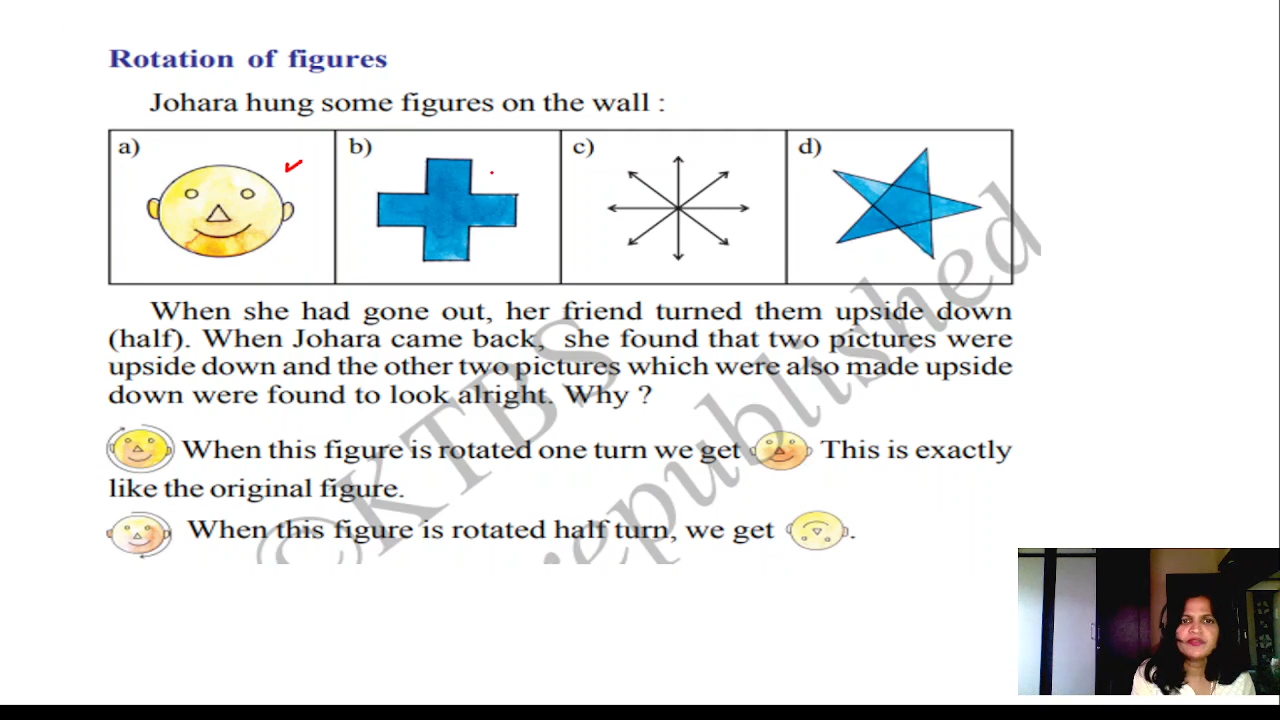 Rotation of figures
Johara hung some figures on the wall :
a) b) c) d)
When she had gone out, her friend turned them upside down
(half). When Johara came back, she found that two pictures were
upside down and the other two pictures which were also made upside
down were found to look alright. Why ?
When this figure is rotated one turn we get This is exactly
like the original figure.
When this figure is rotated half turn, we get .
©KTBS
republished